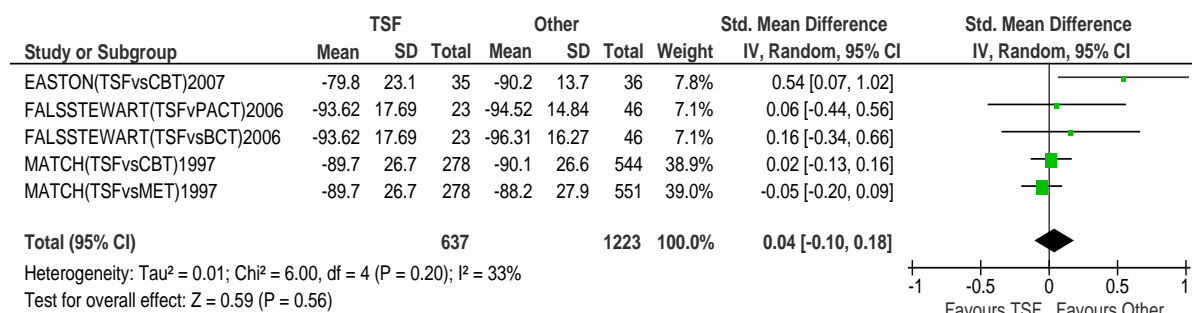 TSF Other Std. Mean Difference Std. Mean Difference
Study or Subgroup Mean SD Total Mean SD Total Weight IV, Random, 95% CI IV, Random, 95% CI
EASTON(TSFvsCBT)2007 -79.8 23.1 35 -90.2 13.7 36 7.8% 0.54 [0.07, 1.02]
FALSSTEWART(TSFvPACT)2006 -93.62 17.69 23 -94.52 14.84 46 7.1% 0.06 [-0.44, 0.56]
FALSSTEWART(TSFvsBCT)2006 -93.62 17.69 23 -96.31 16.27 46 7.1% 0.16 [-0.34, 0.66]
MATCH(TSFvsCBT)1997 -89.7 26.7 278 -90.1 26.6 544 38.9% 0.02 [-0.13, 0.16]
MATCH(TSFvsMET)1997 -89.7 26.7 278 -88.2 27.9 551 39.0% -0.05 [-0.20, 0.09]
Total (95% CI) 637 1223 100.0% 0.04 [-0.10, 0.18]
Heterogeneity: Tau² = 0.01; Chi² = 6.00, df = 4 (P = 0.20); I² = 33%
Test for overall effect: Z = 0.59 (P = 0.56)
-1 -0.5 0 0.5 1
Favours TSF Favours Other